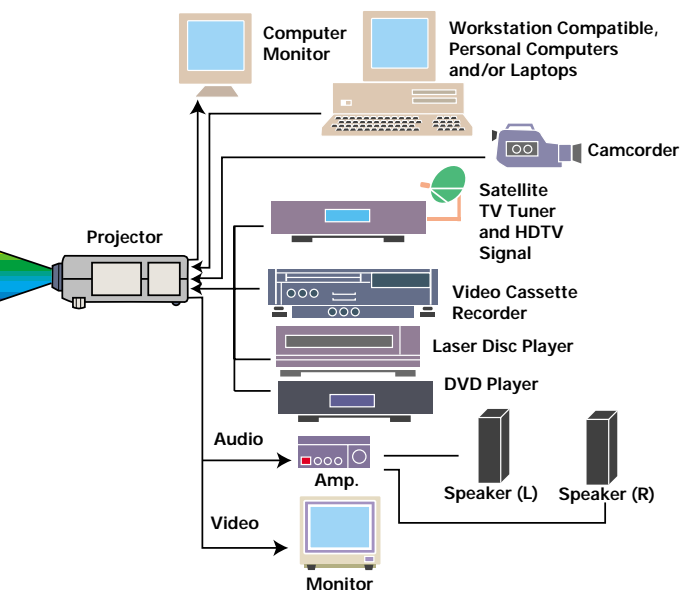 Computer
Monitor
Workstation Compatible,
Personal Computers
and/or Laptops
Camcorder
Satellite
TV Tuner
and HDTV
Signal
Projector
Video Cassette
Recorder
Laser Disc Player
DVD Player
Audio
Amp.
Speaker (L)
Speaker (R)
Video
Monitor